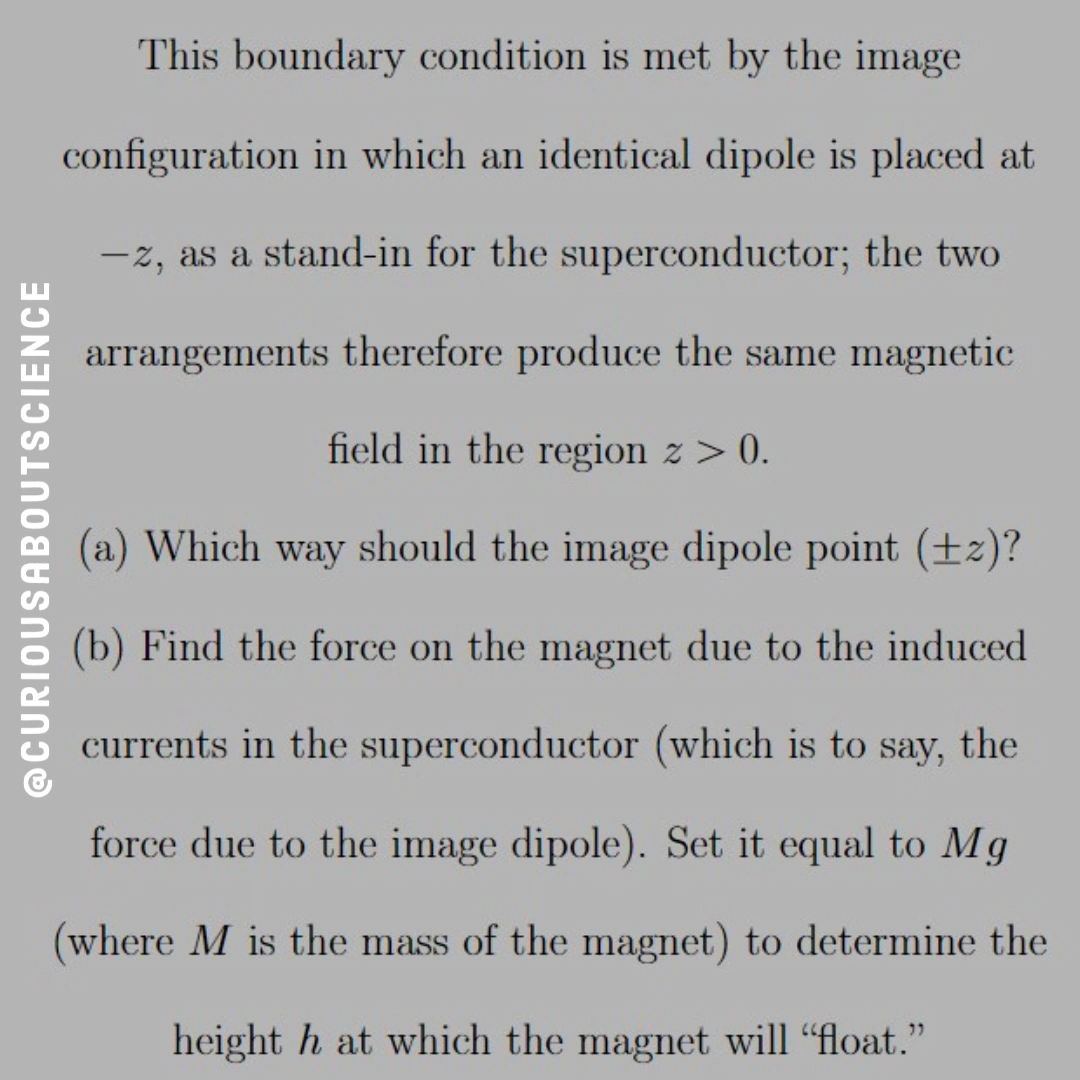 This boundary condition is met by the image
configuration in which an identical dipole is placed at
−z, as a stand-in for the superconductor; the two
arrangements therefore produce the same magnetic
field in the region z > 0.
(a) Which way should the image dipole point (±z)?
(b) Find the force on the magnet due to the induced
currents in the superconductor (which is to say, the
force due to the image dipole). Set it equal to Mg
(where M is the mass of the magnet) to determine the
height h at which the magnet will “float.”
@CURIOUSABOUTSCIENCE